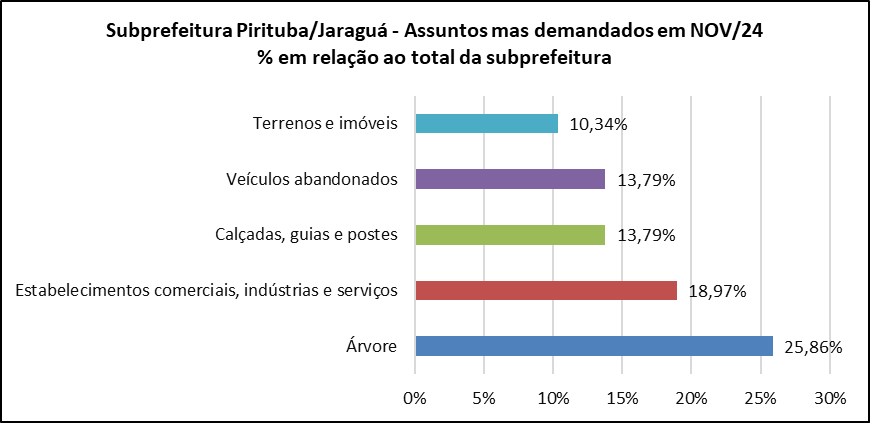 Subprefeitura Pirituba/Jaraguá - Assuntos mas demandados em NOV/24
% em relação ao total da subprefeitura
Terrenos e imóveis
10,34%
Veículos abandonados
13,79%
Calçadas, guias e postes
13,79%
Estabelecimentos comerciais, indústrias e serviços
18,97%
Árvore
25,86%
0% 5% 10% 15% 20% 25% 30%